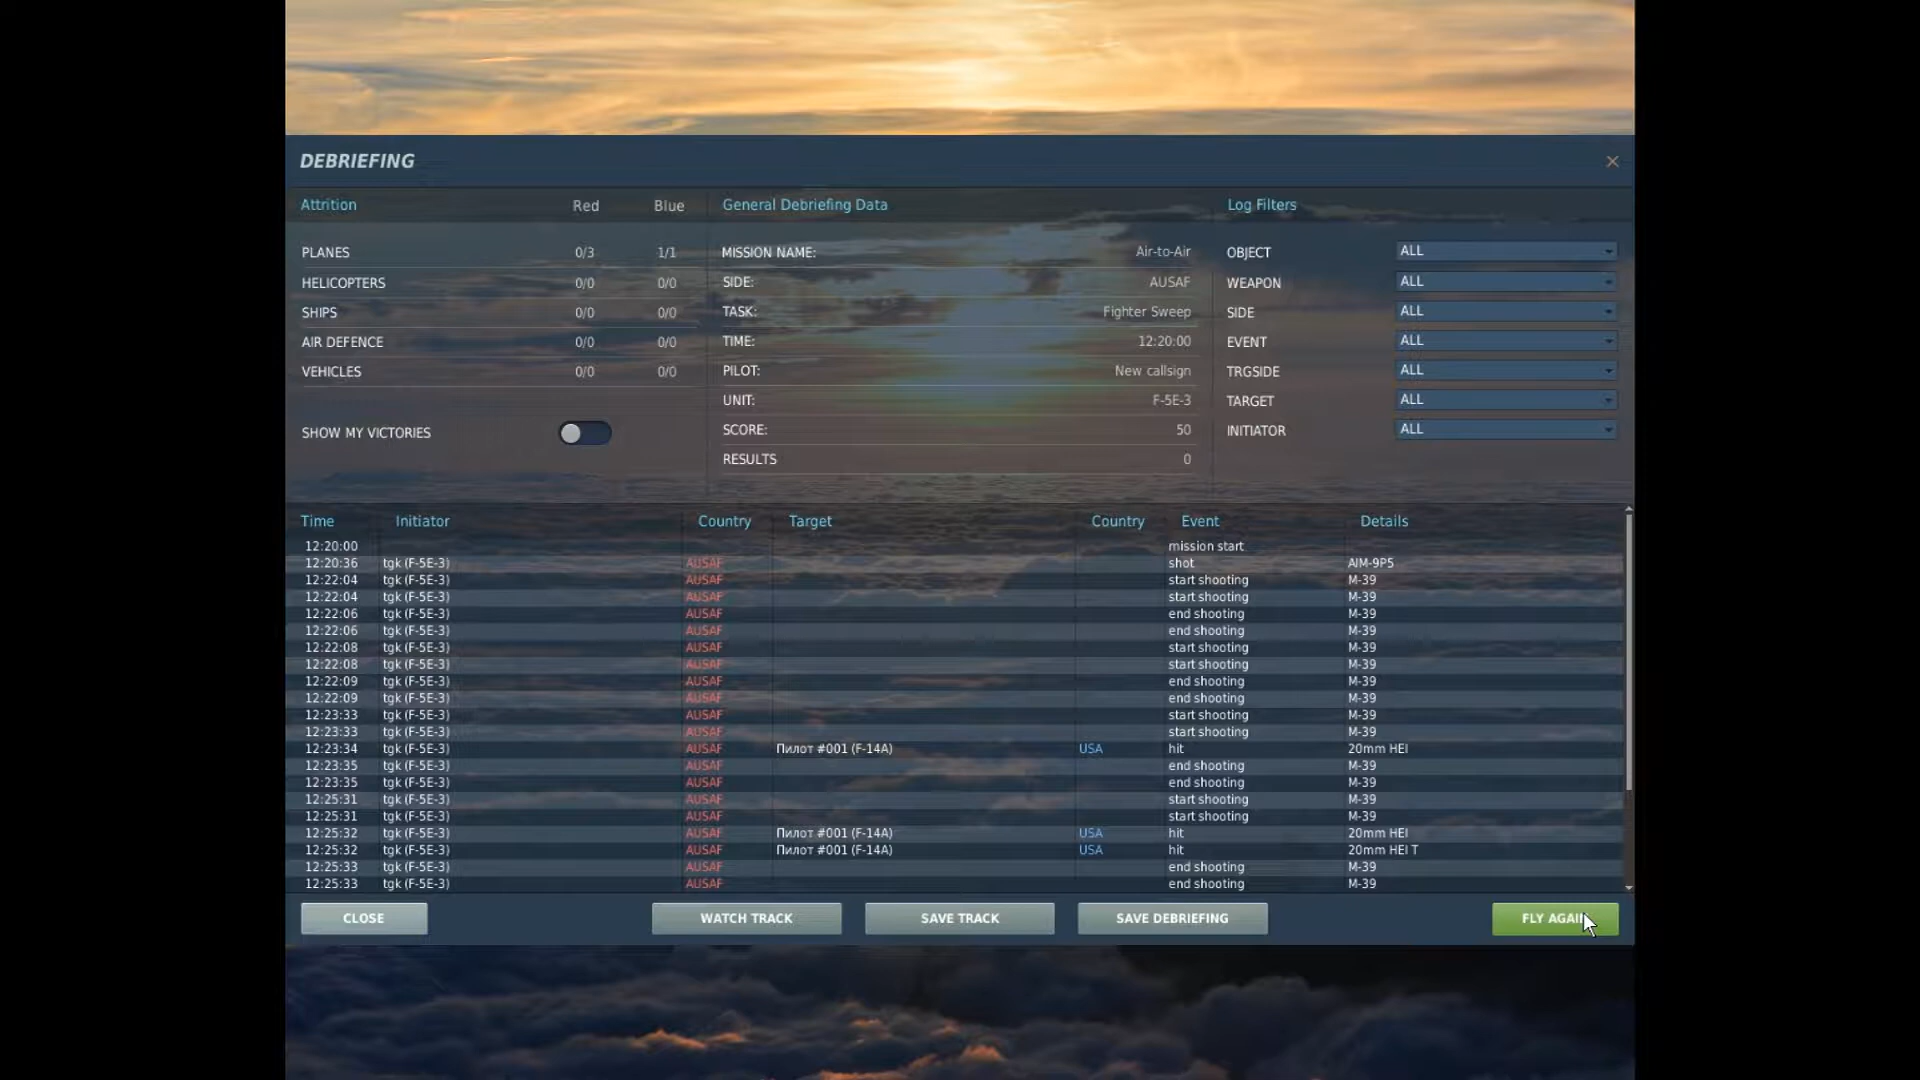 DEBRIEFING
Attrition Red Blue
PLANES 0/3 1/1
HELICOPTERS 0/0 0/0
SHIPS 0/0 0/0
AIR DEFENCE 0/0 0/0
VEHICLES 0/0 0/0
SHOW MY VICTORIES
General Debriefing Data
MISSION NAME: Air-to-Air
SIDE: AUSAF
TASK: Fighter Sweep
TIME: 12:20:00
PILOT: New callsign
UNIT: F-5E-3
SCORE: 50
RESULTS 0
Log Filters
OBJECT ALL
WEAPON ALL
SIDE ALL
EVENT ALL
TRGSIDE ALL
TARGET ALL
INITIATOR ALL
Time Initiator Country Target Country Event Details
12:20:00 mission start
12:20:36 tgk (F-5E-3) AUSAF shot AIM-9P5
12:22:04 tgk (F-5E-3) AUSAF start shooting M-39
12:22:04 tgk (F-5E-3) AUSAF start shooting M-39
12:22:06 tgk (F-5E-3) AUSAF end shooting M-39
12:22:06 tgk (F-5E-3) AUSAF end shooting M-39
12:22:08 tgk (F-5E-3) AUSAF start shooting M-39
12:22:08 tgk (F-5E-3) AUSAF start shooting M-39
12:22:09 tgk (F-5E-3) AUSAF end shooting M-39
12:22:09 tgk (F-5E-3) AUSAF end shooting M-39
12:23:33 tgk (F-5E-3) AUSAF start shooting M-39
12:23:33 tgk (F-5E-3) AUSAF start shooting M-39
12:23:34 tgk (F-5E-3) AUSAF Пилот #001 (F-14A) USA hit 20mm HEI
12:23:35 tgk (F-5E-3) AUSAF end shooting M-39
12:23:35 tgk (F-5E-3) AUSAF end shooting M-39
12:25:31 tgk (F-5E-3) AUSAF start shooting M-39
12:25:31 tgk (F-5E-3) AUSAF start shooting M-39
12:25:32 tgk (F-5E-3) AUSAF Пилот #001 (F-14A) USA hit 20mm HEI
12:25:32 tgk (F-5E-3) AUSAF Пилот #001 (F-14A) USA hit 20mm HEI T
12:25:33 tgk (F-5E-3) AUSAF end shooting M-39
12:25:33 tgk (F-5E-3) AUSAF end shooting M-39
CLOSE WATCH TRACK SAVE TRACK SAVE DEBRIEFING FLY AGAIN